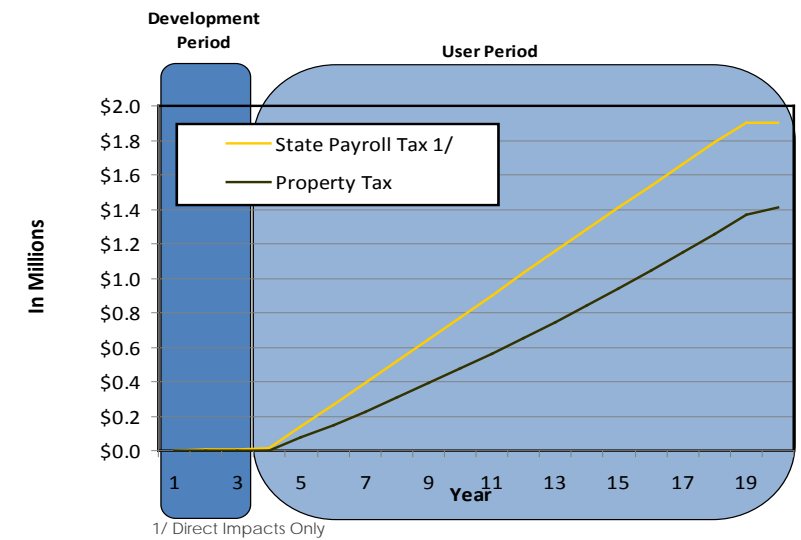 Development
Period
User Period
$2.0
$1.8
$1.6
$1.4
$1.2
$1.0
$0.8
$0.6
$0.4
$0.2
$0.0
In Millions
State Payroll Tax 1/
Property Tax
1 3 5 7 9 11 13 15 17 19
Year
1/ Direct Impacts Only